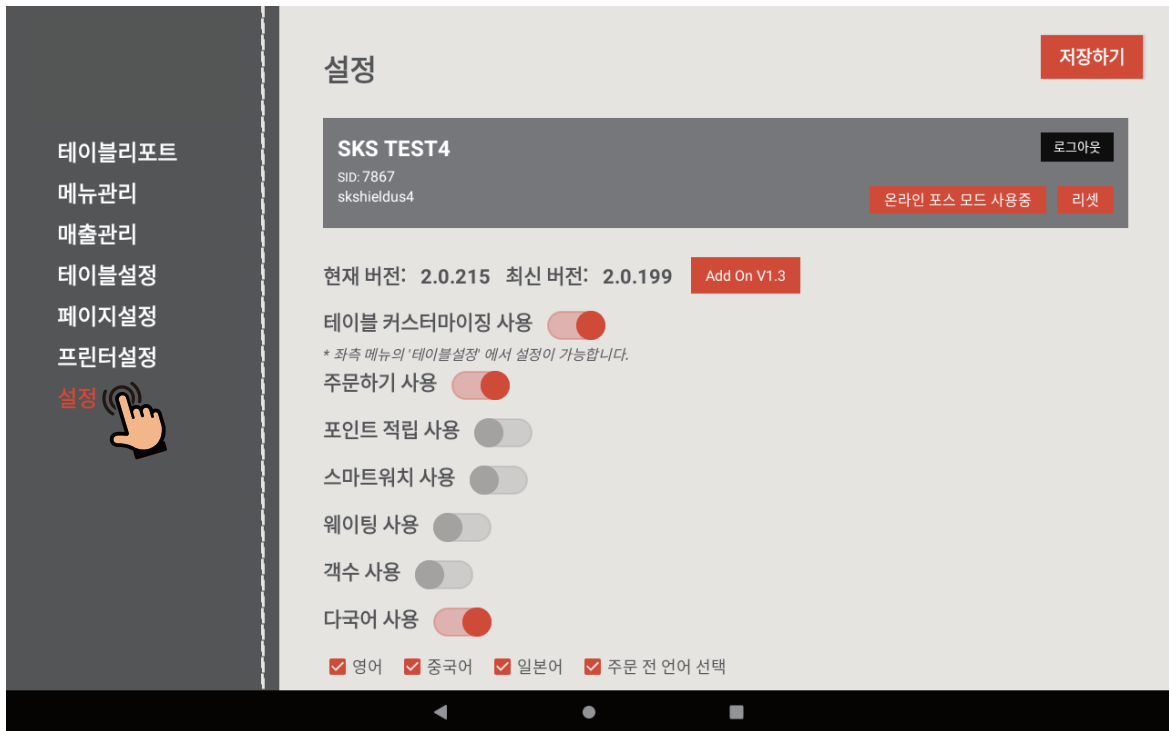 설정
저장하기
테이블리포트
메뉴관리
매출관리
테이블설정
페이지설정
프린터설정
설정
SKS TEST4
로그아웃
SID: 7867
skshieldus4
온라인 포스 모드 사용중
리셋
현재 버전: 2.0.215 최신 버전: 2.0.199 Add On V1.3
테이블 커스터마이징 사용
* 좌측 메뉴의 '테이블설정' 에서 설정이 가능합니다.
주문하기 사용
포인트 적립 사용
스마트워치 사용
웨이팅 사용
객수 사용
다국어 사용
영어 중국어 일본어 주문 전 언어 선택